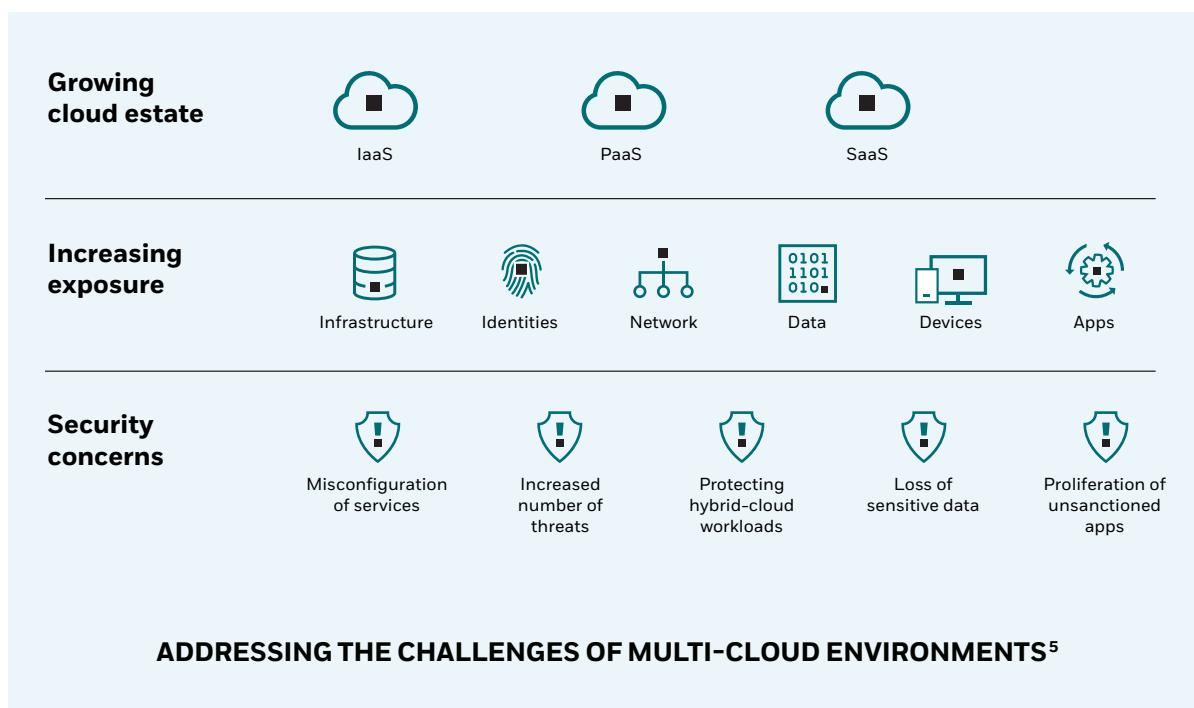 Growing
cloud estate
IaaS
PaaS
SaaS
Increasing
exposure
0101
1101
010
Infrastructure
Identities
Network
Data
Devices
Apps
Security
concerns
Misconfiguration
of services
Increased
number of
threats
Protecting
hybrid-cloud
workloads
Loss of
sensitive data
Proliferation of
unsanctioned
apps
ADDRESSING THE CHALLENGES OF MULTI-CLOUD ENVIRONMENTS⁵